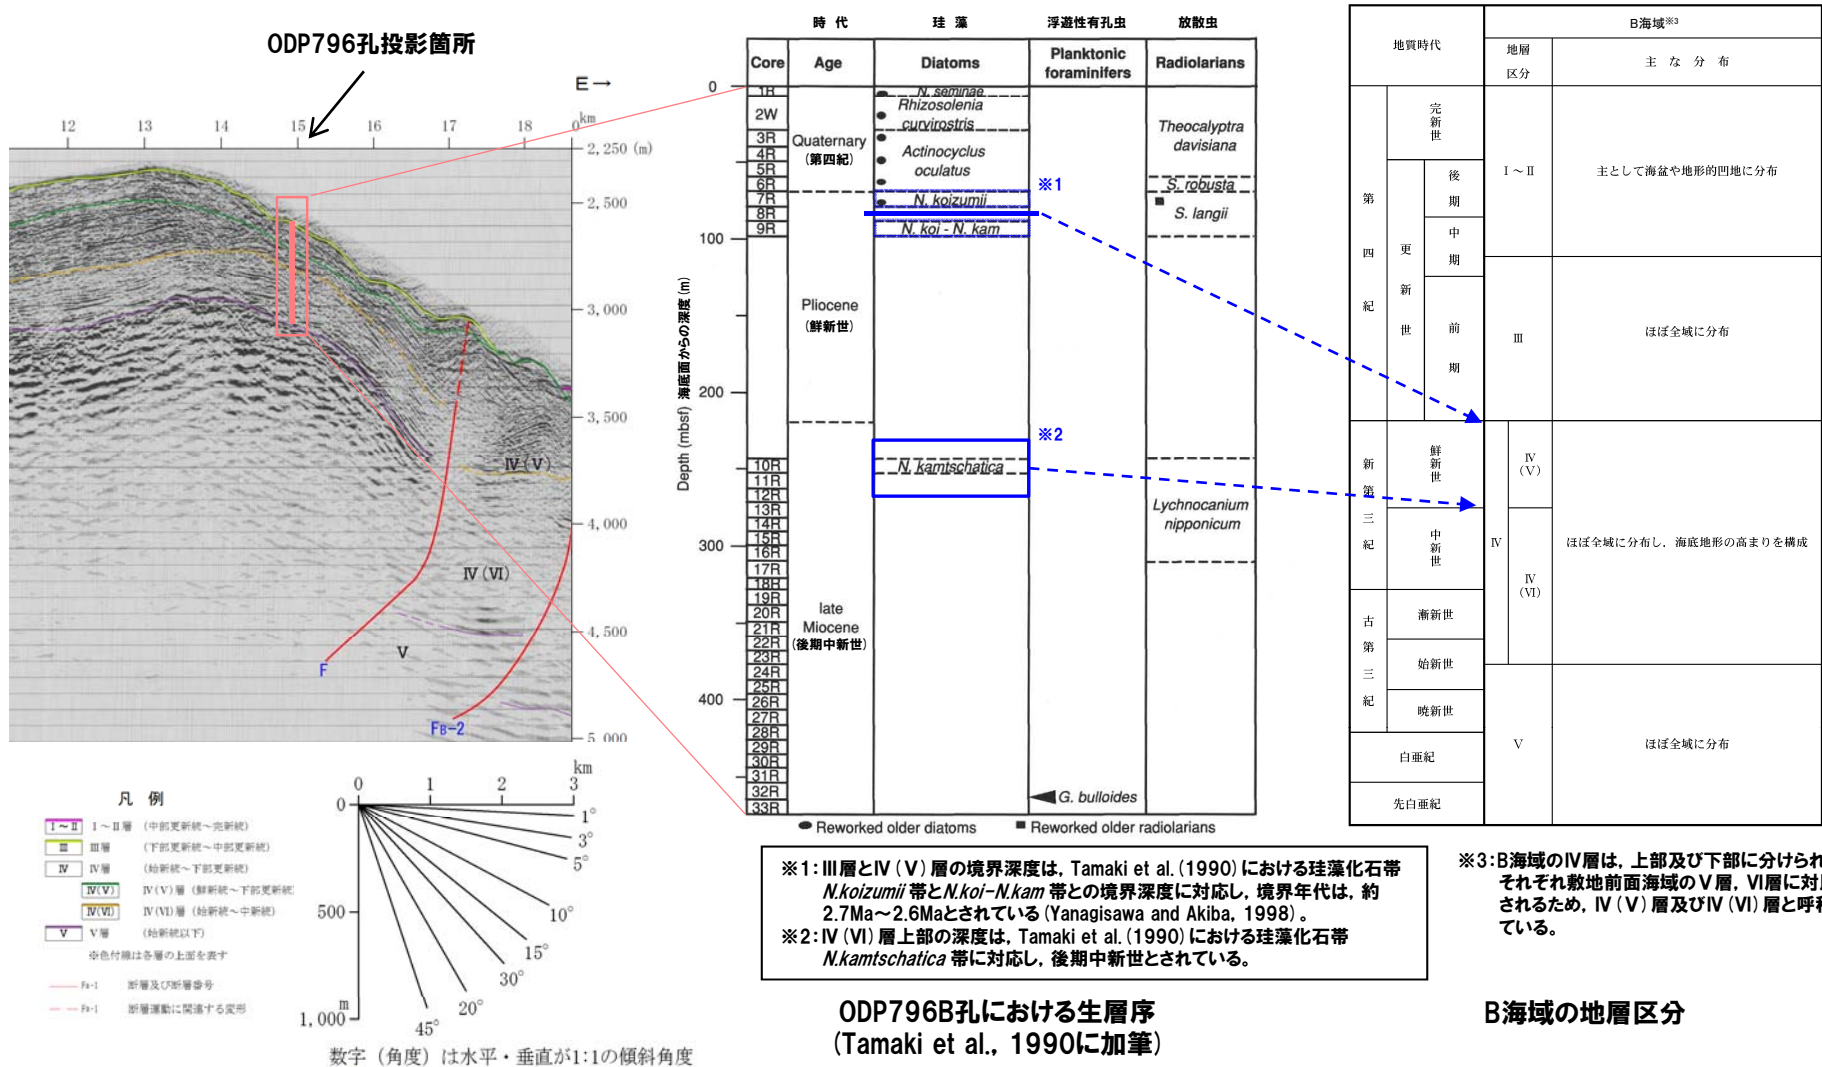 ODP796孔投影箇所
E→
12 13 14 15 16 17 18 0 km
2,250 (m)
2,500
3,000
3,500
4,000
4,500
5,000
Ⅳ(Ⅴ)
Ⅳ(Ⅵ)
Ⅴ
F
FB-2
凡 例
Ⅰ～Ⅱ Ⅰ～Ⅱ層 (中部更新統～完新統)
Ⅲ Ⅲ層 (下部更新統～中部更新統)
Ⅳ Ⅳ層 (始新統～下部更新統)
Ⅳ(Ⅴ) Ⅳ(Ⅴ)層 (鮮新統～下部更新統
Ⅳ(Ⅵ) Ⅳ(Ⅵ)層 (始新統～中新統)
Ⅴ Ⅴ層 (始新統以下)
※色付線は各層の上面を表す
Fa-1 断層及び断層番号
Fa-1 断層運動に関連する変形
km
0 1 2 3
0
500
m
1,000
1°
3°
5°
10°
15°
30°
20°
45°
数字（角度）は水平・垂直が1:1の傾斜角度
時 代 珪 藻 浮遊性有孔虫 放散虫
Core Age Diatoms Planktonic foraminifers Radiolarians
Depth (mbsf) 海底面からの深度(m)
0
100
200
300
400
1R
2W
3R
4R
5R
6R
7R
8R
9R
10R
11R
12R
13R
14R
15R
16R
17R
18R
19R
20R
21R
22R
23R
24R
25R
26R
27R
28R
29R
30R
31R
32R
33R
Quaternary
(第四紀)
Pliocene
(鮮新世)
late
Miocene
(後期中新世)
N. seminae
Rhizosolenia
curvirostris
Actinocyclus
oculatus
N. koizumii
N. koi - N. kam
N. kamtschatica
※1
※2
G. bulloides
Theocalyptra
davisiana
S. robusta
S. langii
Lychnocanium
nipponicum
Reworked older diatoms Reworked older radiolarians
※1:Ⅲ層とⅣ(Ⅴ)層の境界深度は, Tamaki et al.(1990)における珪藻化石帯
N.koizumii 帯とN.koi-N.kam 帯との境界深度に対応し, 境界年代は, 約
2.7Ma～2.6Maとされている(Yanagisawa and Akiba, 1998)。
※2:Ⅳ(Ⅵ)層上部の深度は, Tamaki et al.(1990)における珪藻化石帯
N.kamtschatica 帯に対応し, 後期中新世とされている。
ODP796B孔における生層序
(Tamaki et al., 1990に加筆)
地質時代
B海域※3
地層
区分
主 な 分 布
第四紀
完新世
更新世
後期
中期
前期
新第三紀
鮮新世
中新世
古第三紀
漸新世
始新世
暁新世
白亜紀
先白亜紀
Ⅰ～Ⅱ
主として海盆や地形的凹地に分布
Ⅲ
ほぼ全域に分布
Ⅳ
Ⅳ
(Ⅴ)
Ⅳ
(Ⅵ)
ほぼ全域に分布し, 海底地形の高まりを構成
Ⅴ
ほぼ全域に分布
※3:B海域のⅣ層は, 上部及び下部に分けられ
それぞれ敷地前面海域のⅤ層, Ⅵ層に対
されるため, Ⅳ(Ⅴ)層及びⅣ(Ⅵ)層と呼
ている。
B海域の地層区分